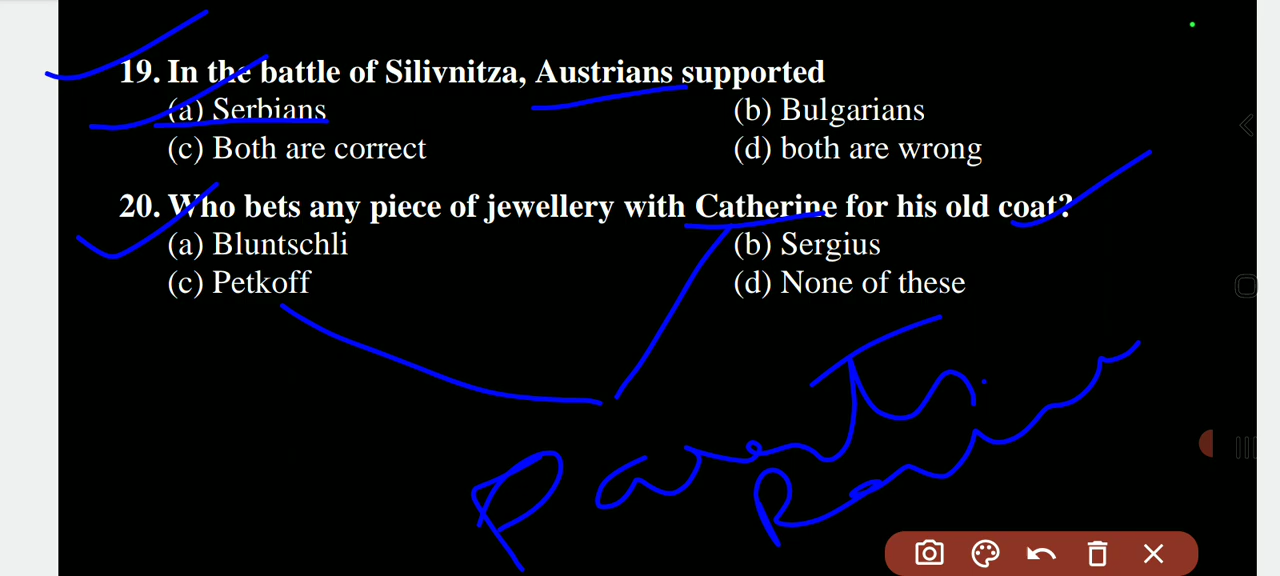 19. In the battle of Silivnitza, Austrians supported
(a) Serbians (b) Bulgarians
(c) Both are correct (d) both are wrong
20. Who bets any piece of jewellery with Catherine for his old coat?
(a) Bluntschli (b) Sergius
(c) Petkoff (d) None of these